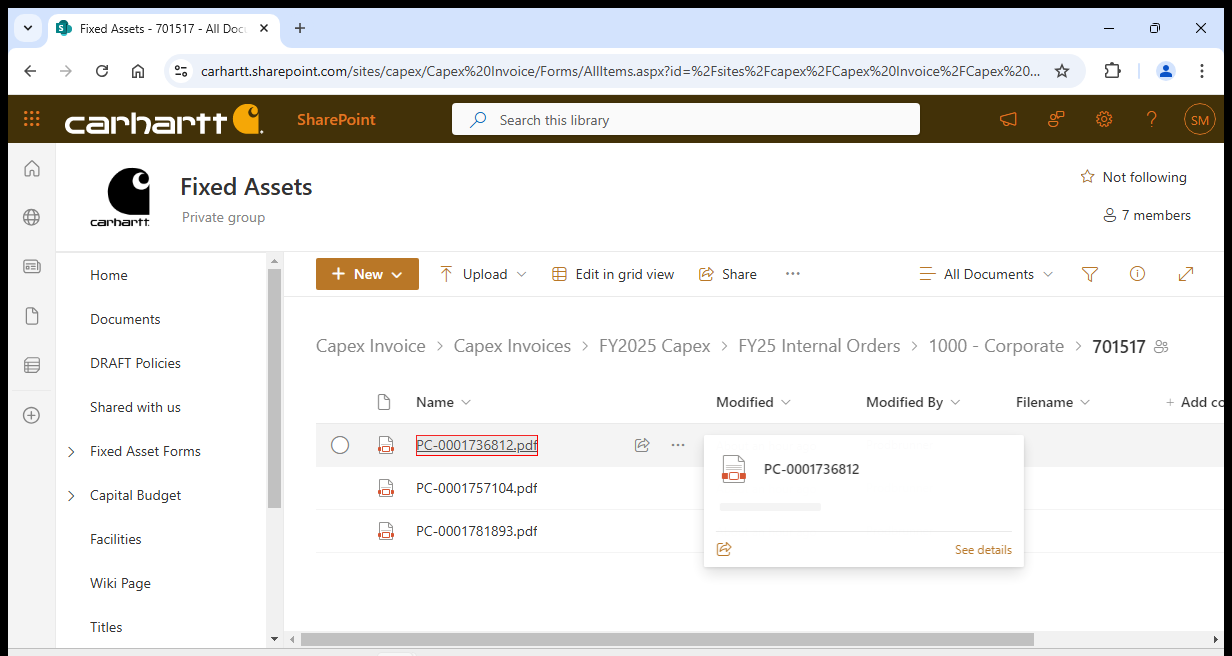 Fixed Assets - 701517 - All Doc
carhartt.sharepoint.com/sites/capex/Capex%20Invoice/Forms/AllItems.aspx?id=%2Fsites%2Fcapex%2FCapex%20Invoice%2FCapex%20...
carhartt. SharePoint Search this library SM
carhartt. Fixed Assets
Private group
Not following
7 members
Home
Documents
DRAFT Policies
Shared with us
Fixed Asset Forms
Capital Budget
Facilities
Wiki Page
Titles
New Upload Edit in grid view Share ... All Documents
Capex Invoice > Capex Invoices > FY2025 Capex > FY25 Internal Orders > 1000 - Corporate > 701517
Name Modified Modified By Filename + Add co
PC-0001736812.pdf
PC-0001757104.pdf
PC-0001781893.pdf
PC-0001736812
See details